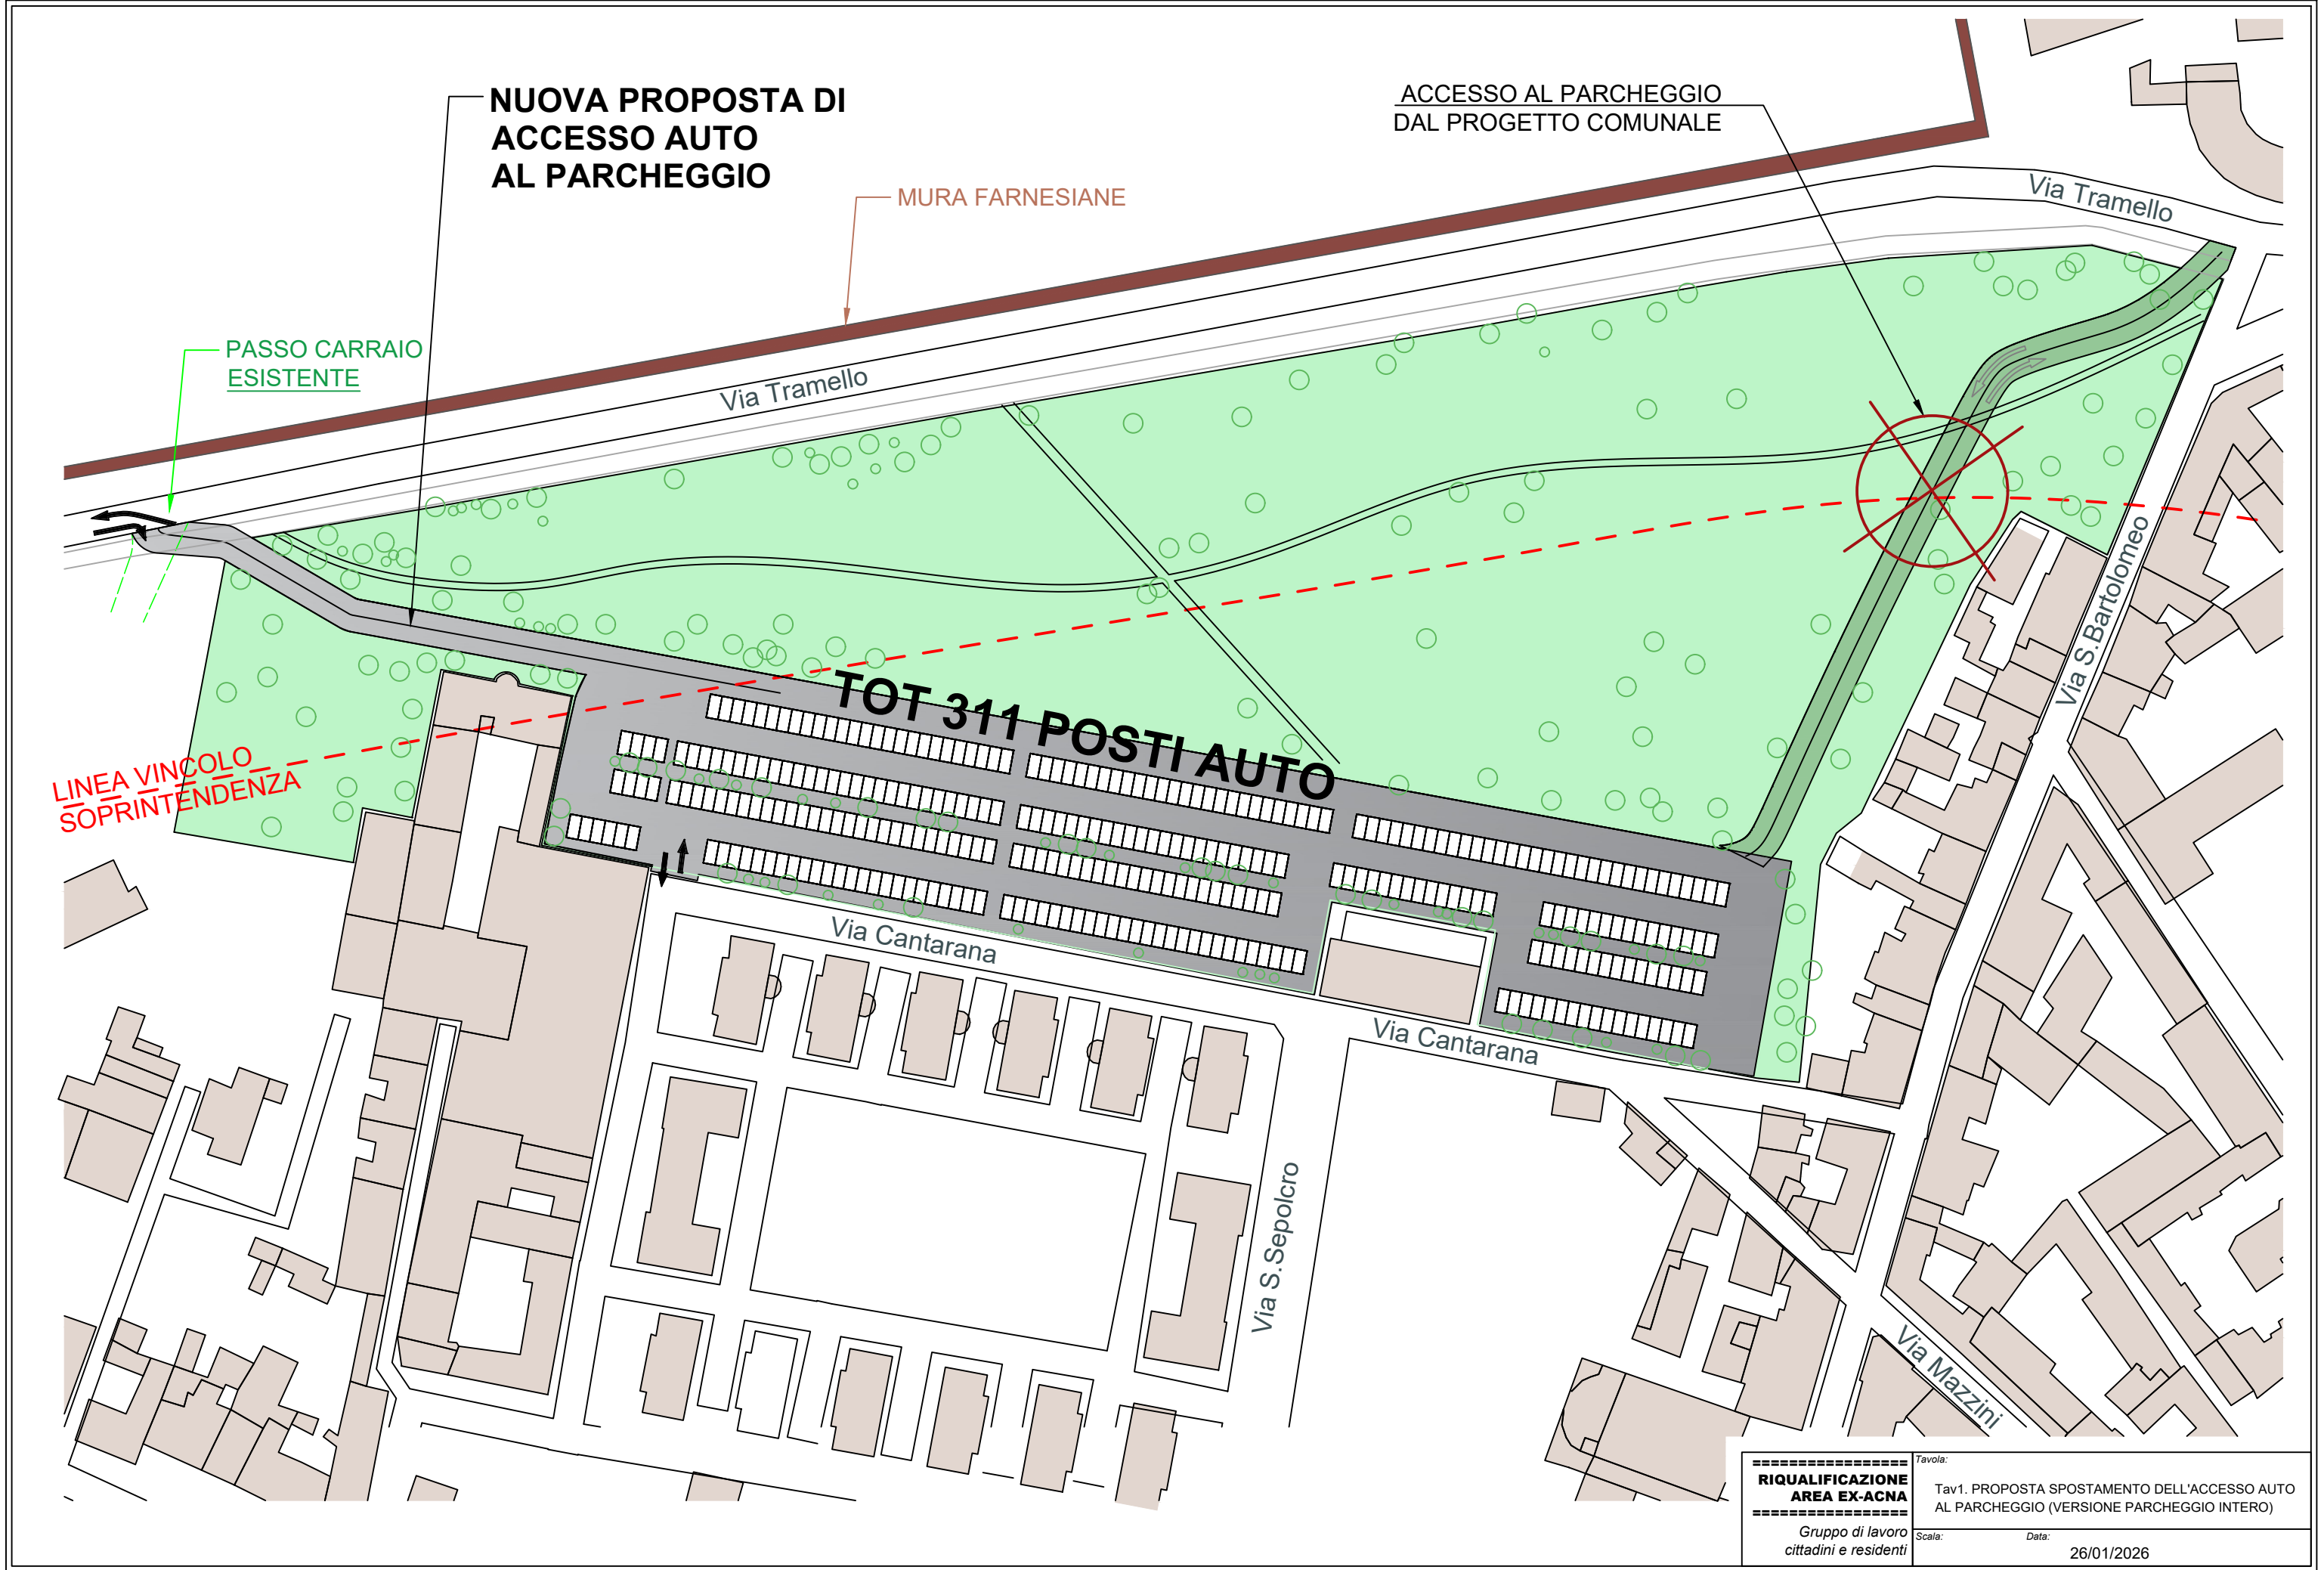 NUOVA PROPOSTA DI
ACCESSO AUTO
AL PARCHEGGIO
ACCESSO AL PARCHEGGIO
DAL PROGETTO COMUNALE
MURA FARNESIANE
Via Tramello
PASSO CARRAIO
ESISTENTE
Via Tramello
Via S.Bartolomeo
TOT 311 POSTI AUTO
LINEA VINCOLO
SOPRINTENDENZA
Via Cantarana
Via Cantarana
Via S.Sepolcro
Via Mazzini
=================
RIQUALIFICAZIONE
AREA EX-ACNA
=================
Gruppo di lavoro
cittadini e residenti
Tavola:
Tav1. PROPOSTA SPOSTAMENTO DELL'ACCESSO AUTO
AL PARCHEGGIO (VERSIONE PARCHEGGIO INTERO)
Scala:
Data:
26/01/2026